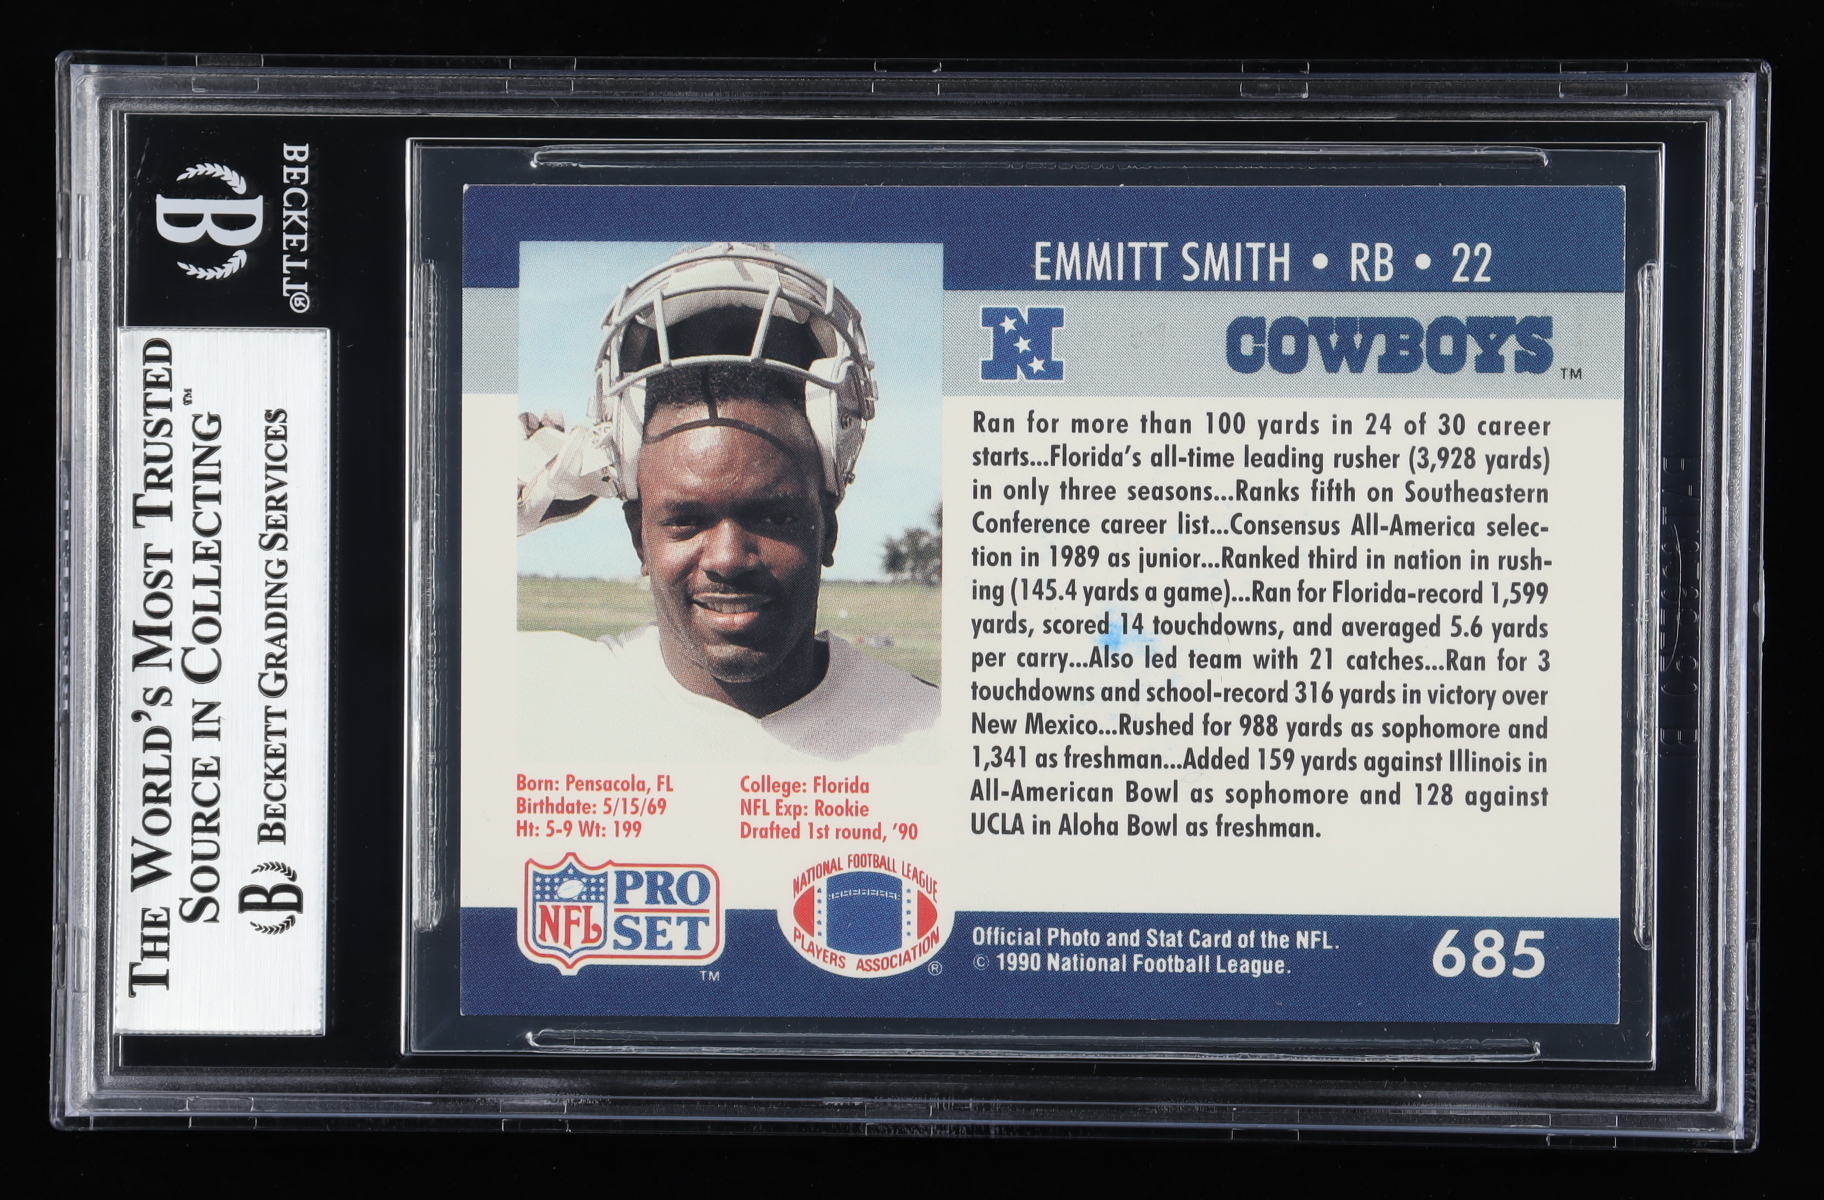 BECKETT®
B
THE WORLD'S MOST TRUSTED
SOURCE IN COLLECTING™
B BECKETT GRADING SERVICES
EMMITT SMITH • RB • 22
N
COWBOYS™
Ran for more than 100 yards in 24 of 30 career
starts...Florida's all-time leading rusher (3,928 yards)
in only three seasons...Ranks fifth on Southeastern
Conference career list...Consensus All-America selec-
tion in 1989 as junior...Ranked third in nation in rush-
ing (145.4 yards a game)...Ran for Florida-record 1,599
yards, scored 14 touchdowns, and averaged 5.6 yards
per carry...Also led team with 21 catches...Ran for 3
touchdowns and school-record 316 yards in victory over
New Mexico...Rushed for 988 yards as sophomore and
1,341 as freshman...Added 159 yards against Illinois in
All-American Bowl as sophomore and 128 against
UCLA in Aloha Bowl as freshman.
Born: Pensacola, FL
Birthdate: 5/15/69
Ht: 5-9 Wt: 199
College: Florida
NFL Exp: Rookie
Drafted 1st round, '90
NFL PRO SET™
NATIONAL FOOTBALL LEAGUE
PLAYERS ASSOCIATION®
Official Photo and Stat Card of the NFL.
© 1990 National Football League.
685